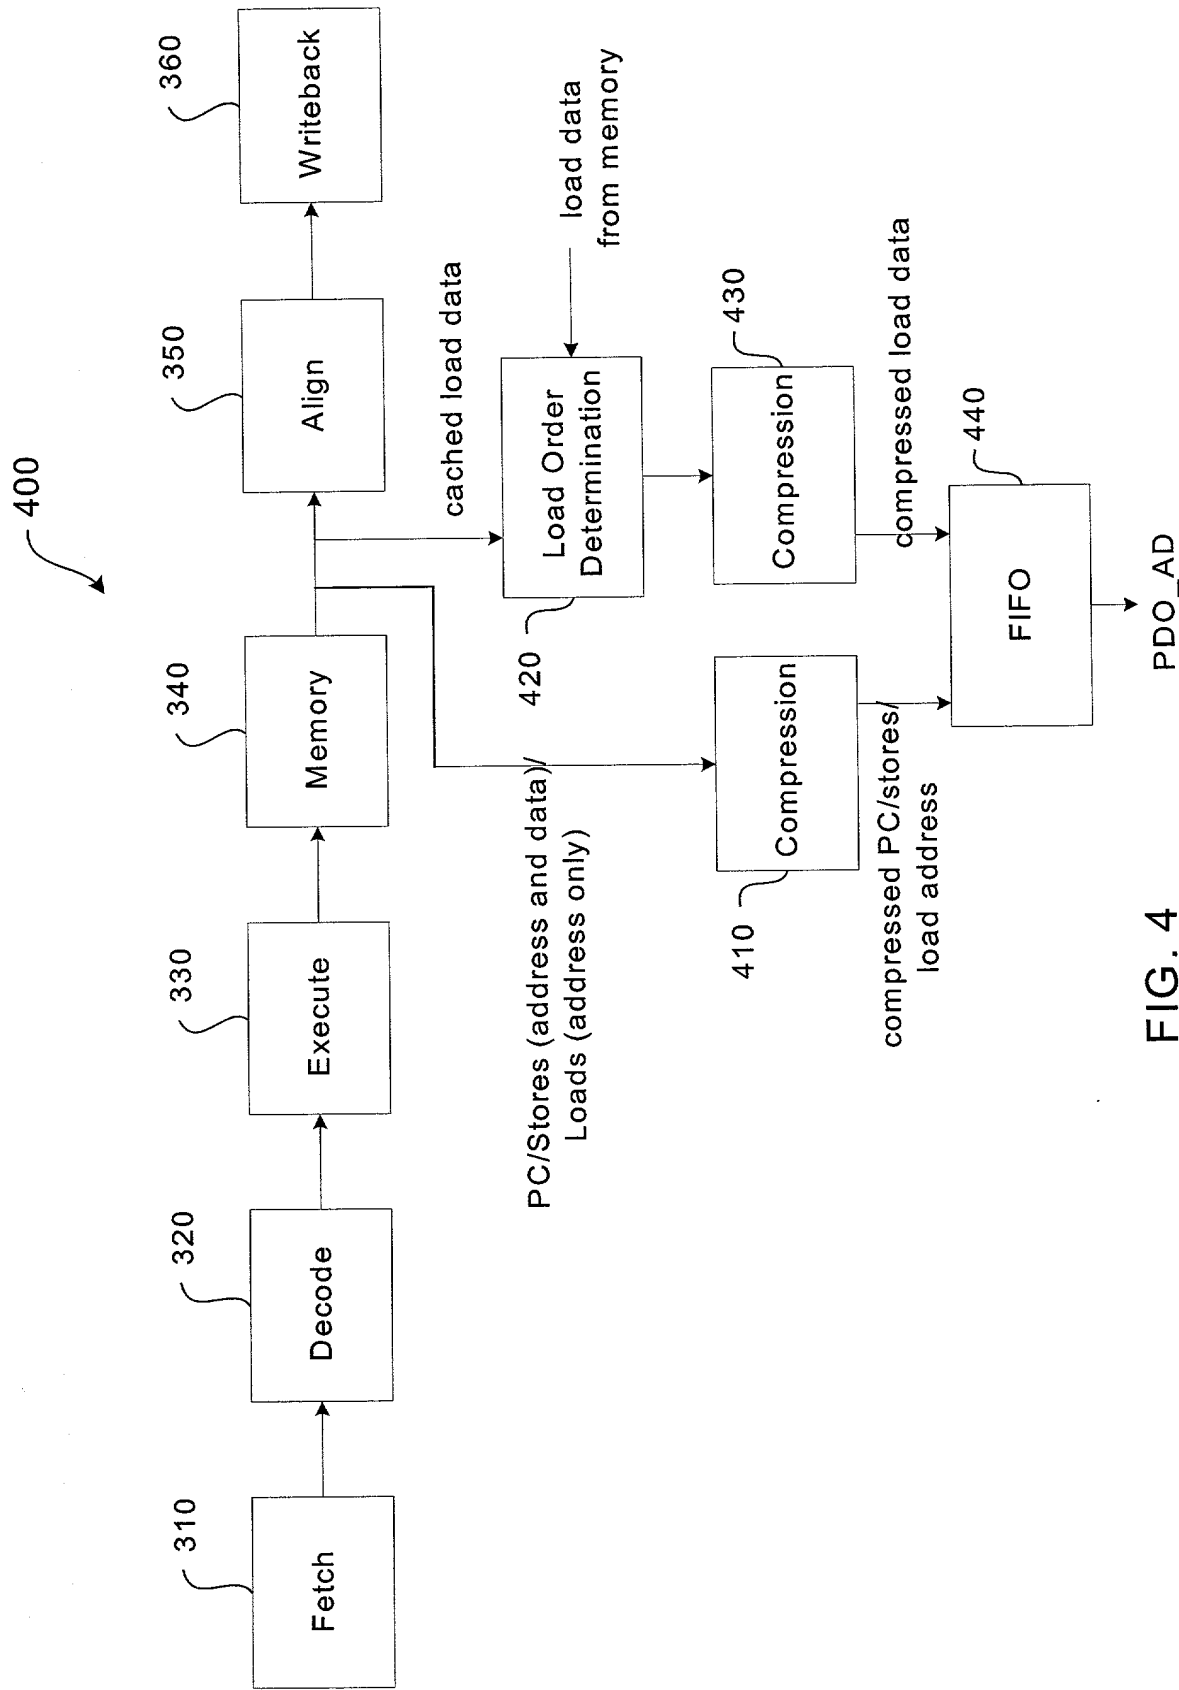 400
310
320
330
340
350
360
Fetch
Decode
Execute
Memory
Align
Writeback
cached load data
PC/Stores (address and data)/
Loads (address only)
420
Load Order
Determination
load data
from memory
410
Compression
430
Compression
compressed PC/stores/
load address
compressed load data
440
FIFO
PDO_AD
FIG. 4